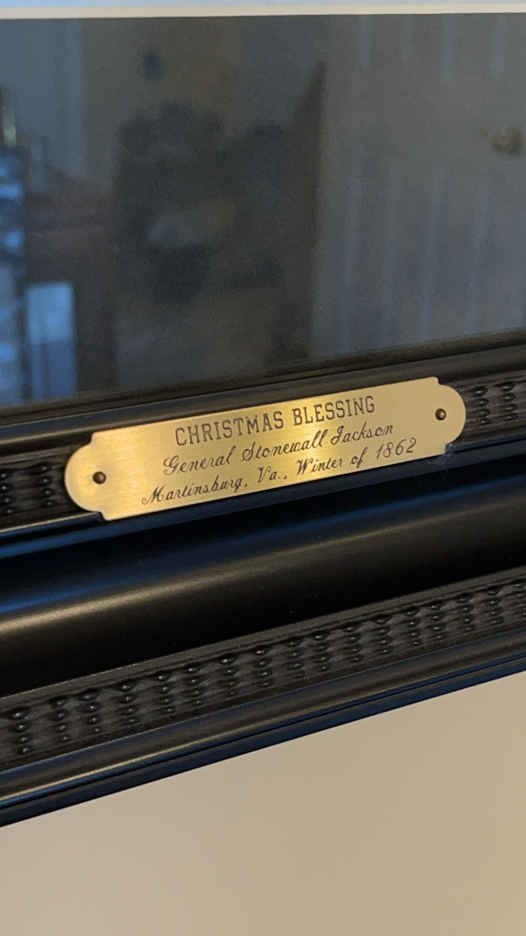 CHRISTMAS BLESSING
General Stonewall Jackson
Martinsburg, Va., Winter of 1862